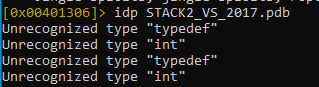 [0x00401306]> idp STACK2_VS_2017.pdb
Unrecognized type "typedef"
Unrecognized type "int"
Unrecognized type "typedef"
Unrecognized type "int"